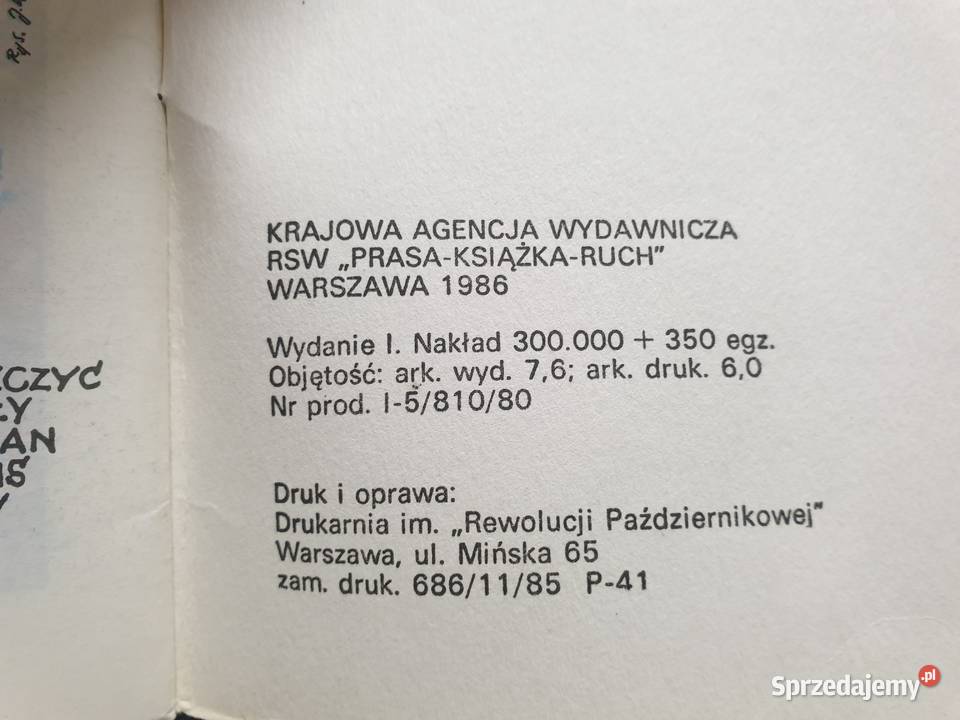 KRAJOWA AGENCJA WYDAWNICZA
RSW „PRASA-KSIĄŻKA-RUCH”
WARSZAWA 1986
Wydanie I. Nakład 300.000 + 350 egz.
Objętość: ark. wyd. 7,6; ark. druk. 6,0
Nr prod. I-5/810/80
Druk i oprawa:
Drukarnia im. „Rewolucji Październikowej”
Warszawa, ul. Mińska 65
zam. druk. 686/11/85 P-41
Sprzedajemy.pl